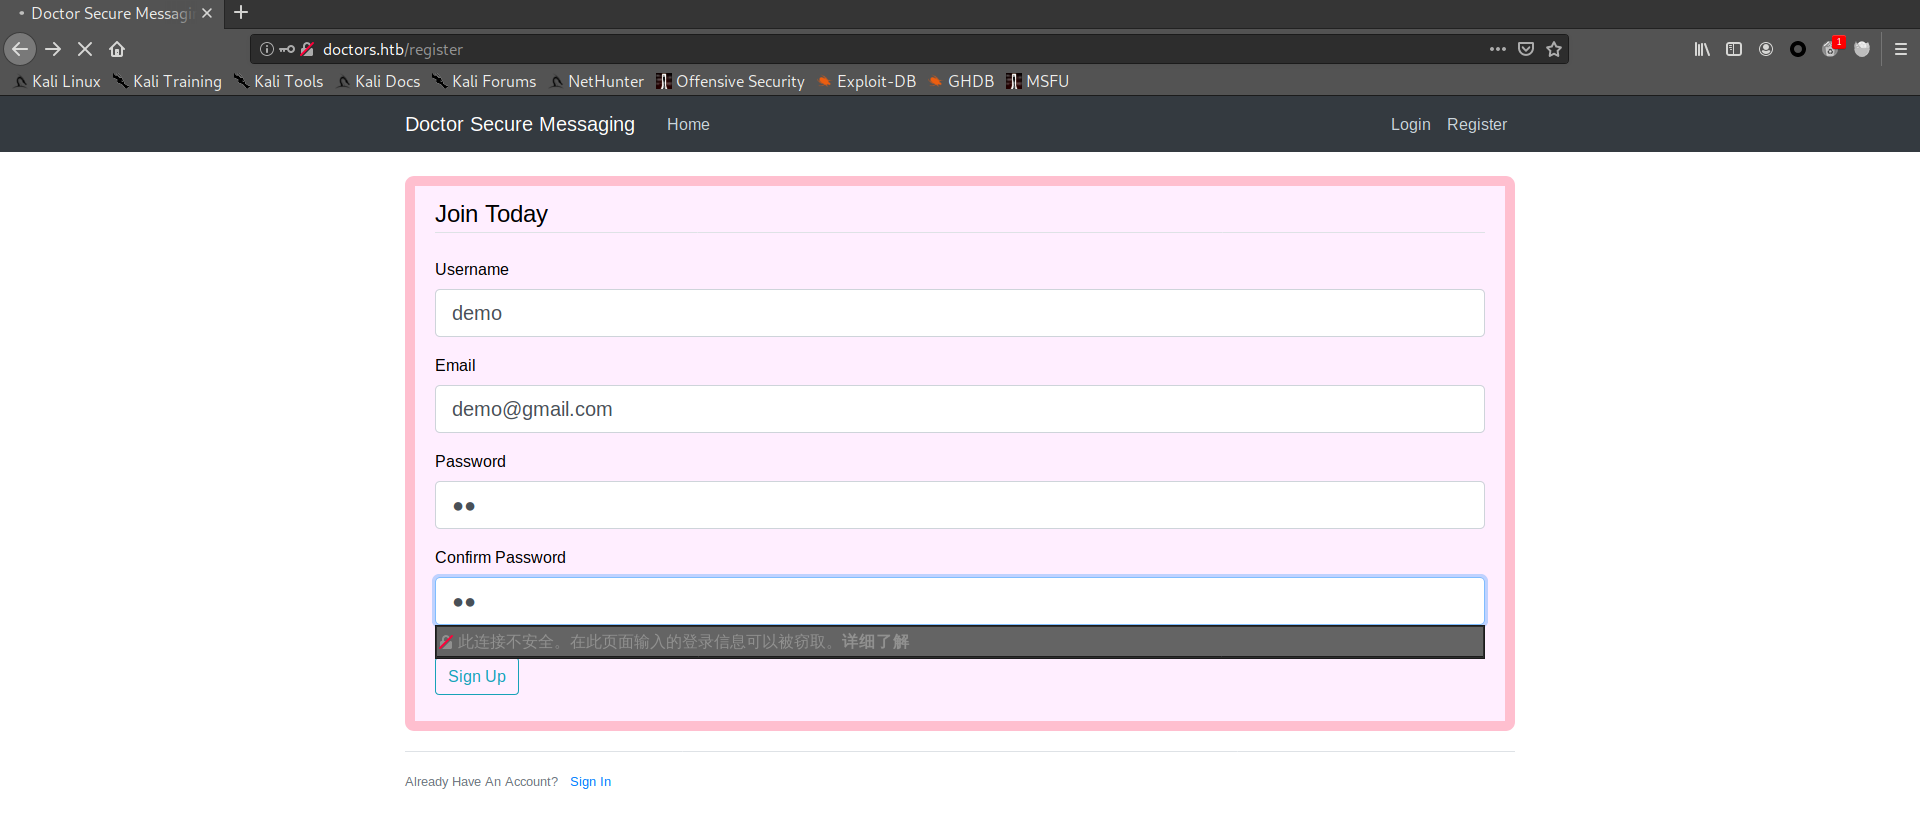 Doctor Secure Messagi
doctors.htb/register
1
Kali Linux Kali Training Kali Tools Kali Docs Kali Forums NetHunter Offensive Security Exploit-DB GHDB MSFU
Doctor Secure Messaging Home Login Register
Join Today
Username
demo
Email
demo@gmail.com
Password
Confirm Password
此连接不安全。在此页面输入的登录信息可以被窃取。详细了解
Sign Up
Already Have An Account? Sign In